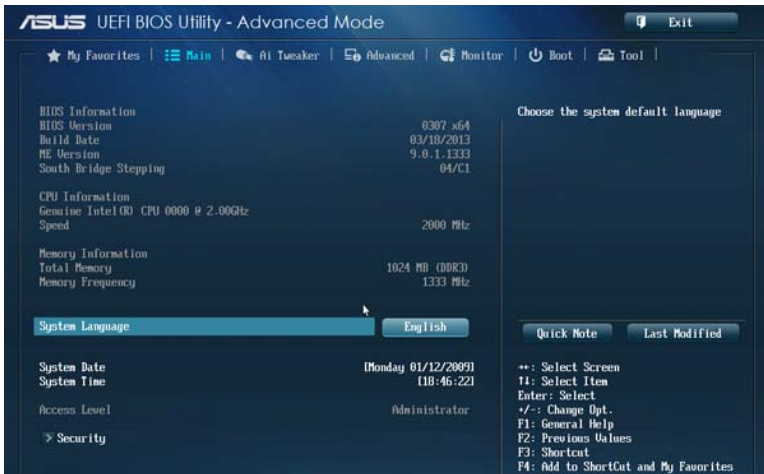 ASUS UEFI BIOS Utility - Advanced Mode
Exit
My Favorites | Main | Ai Tweaker | Advanced | Monitor | Boot | Tool |
BIOS Information
BIOS Version 0307 x64
Build Date 03/18/2013
ME Version 9.0.1.1333
South Bridge Stepping 04/C1
CPU Information
Genuine Intel(R) CPU 0000 @ 2.00GHz
Speed 2000 MHz
Memory Information
Total Memory 1024 MB (DDR3)
Memory Frequency 1333 MHz
System Language English
System Date [Monday 01/12/2009]
System Time [18:46:22]
Access Level Administrator
> Security
Choose the system default language
Quick Note Last Modified
→←: Select Screen
↑↓: Select Item
Enter: Select
+/-: Change Opt.
F1: General Help
F2: Previous Values
F3: Shortcut
F4: Add to ShortCut and My Favorites